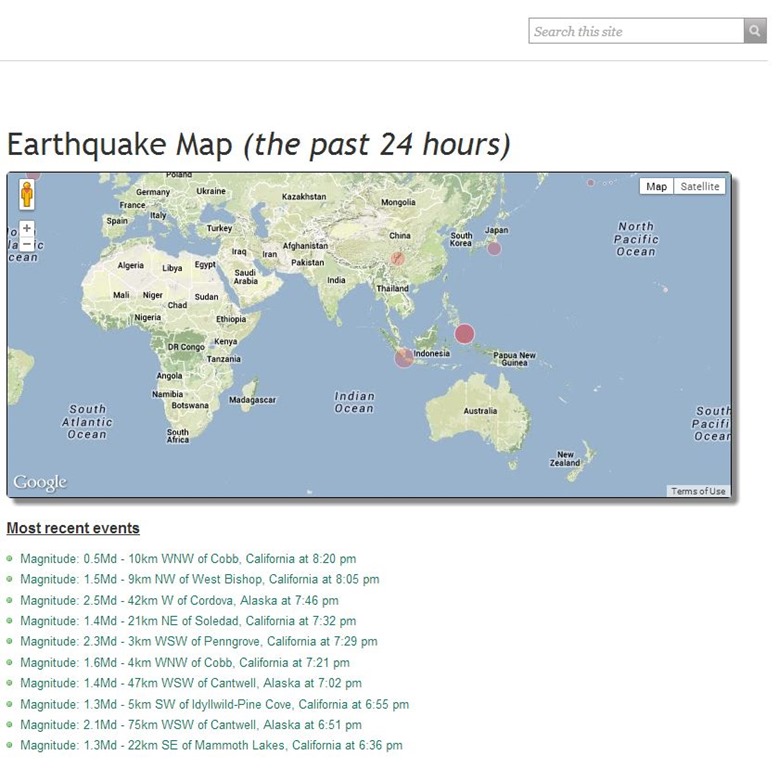 Search this site
Earthquake Map (the past 24 hours)
Poland
Germany
Ukraine
France
Italy
Spain
Turkey
Kazakhstan
Mongolia
Map
Satellite
North
Pacific
Ocean
China
South
Korea
Japan
Afghanistan
Iraq
Iran
Pakistan
Algeria
Libya
Egypt
Saudi
Arabia
India
Thailand
Mali
Niger
Chad
Sudan
Nigeria
Ethiopia
DR Congo
Kenya
Tanzania
Indonesia
Papua New
Guinea
Angola
Namibia
Botswana
Madagascar
Indian
Ocean
Australia
South
Atlantic
Ocean
South
Africa
South
Pacifi
Ocean
New
Zealand
Google
Terms of Use
Most recent events
Magnitude: 0.5Md - 10km WNW of Cobb, California at 8:20 pm
Magnitude: 1.5Md - 9km NW of West Bishop, California at 8:05 pm
Magnitude: 2.5Md - 42km W of Cordova, Alaska at 7:46 pm
Magnitude: 1.4Md - 21km NE of Soledad, California at 7:32 pm
Magnitude: 2.3Md - 3km WSW of Penngrove, California at 7:29 pm
Magnitude: 1.6Md - 4km WNW of Cobb, California at 7:21 pm
Magnitude: 1.4Md - 47km WSW of Cantwell, Alaska at 7:02 pm
Magnitude: 1.3Md - 5km SW of Idyllwild-Pine Cove, California at 6:55 pm
Magnitude: 2.1Md - 75km WSW of Cantwell, Alaska at 6:51 pm
Magnitude: 1.3Md - 22km SE of Mammoth Lakes, California at 6:36 pm